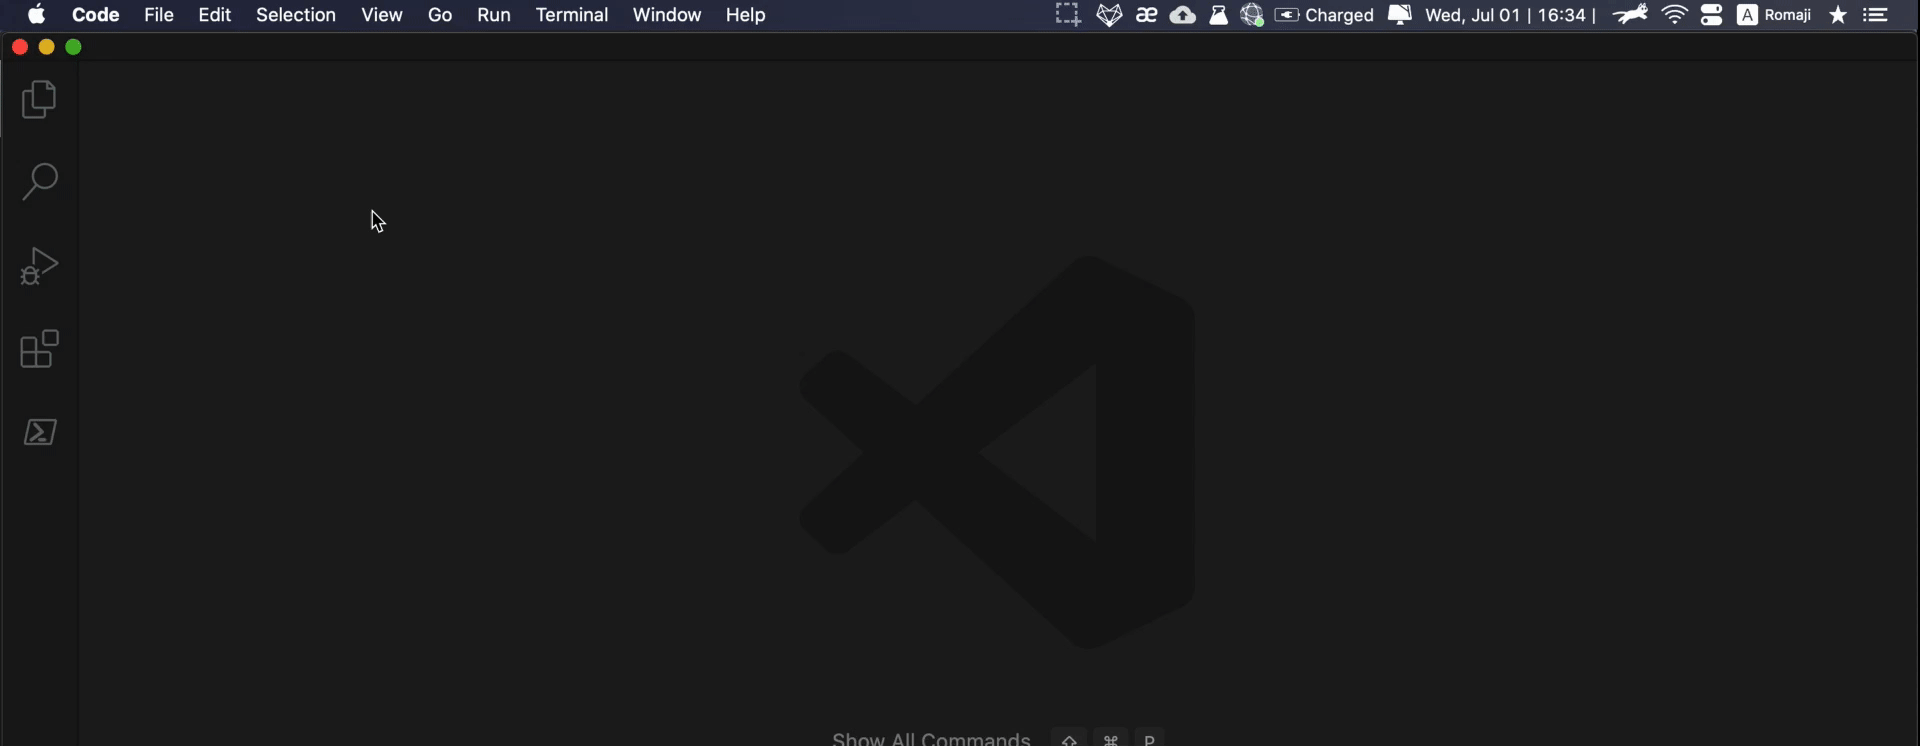 Code File Edit Selection View Go Run Terminal Window Help æ Charged Wed, Jul 01 | 16:34 | A Romaji
Show All Commands ⇧ ⌘ P